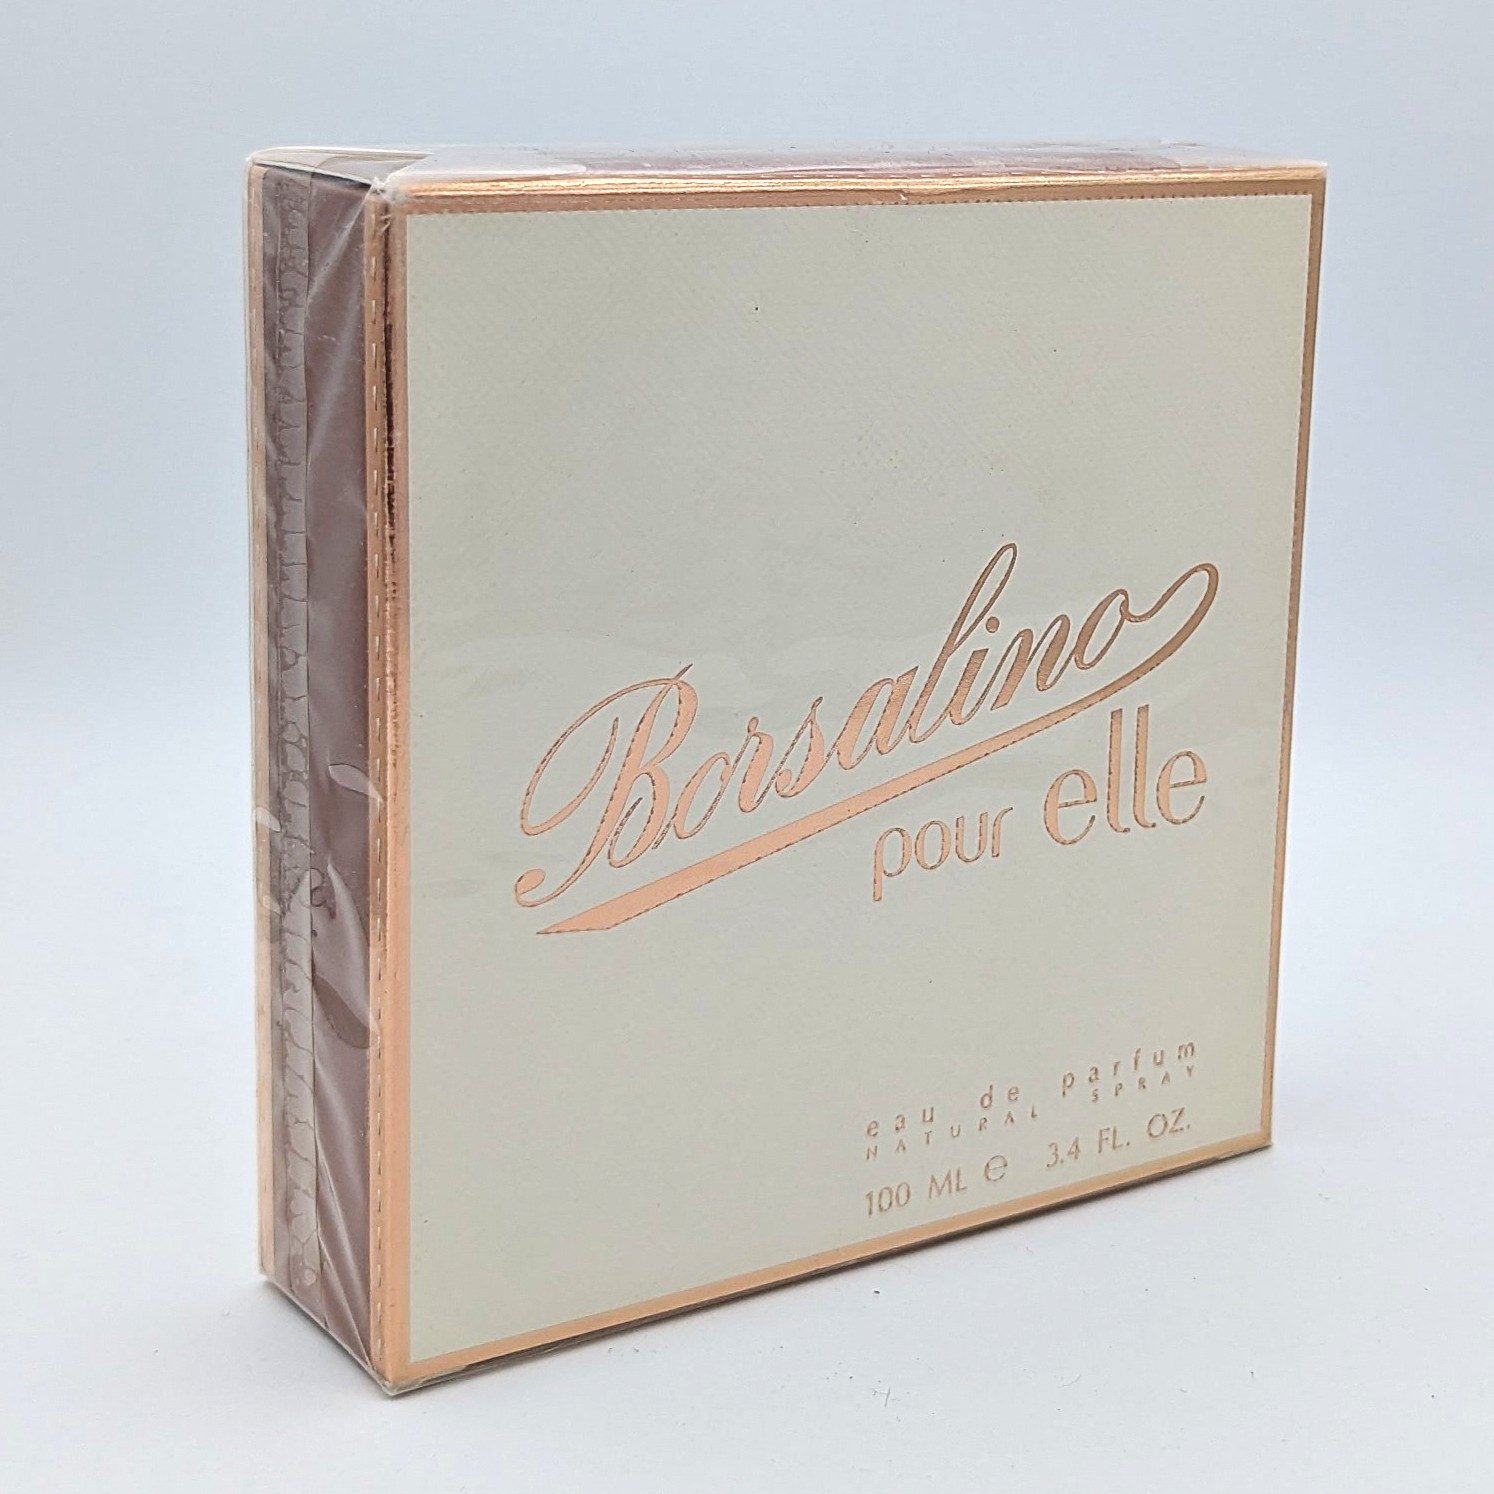 Borsalino
pour elle
eau de parfum
NATURAL SPRAY
100 ML ℮ 3.4 FL. OZ.